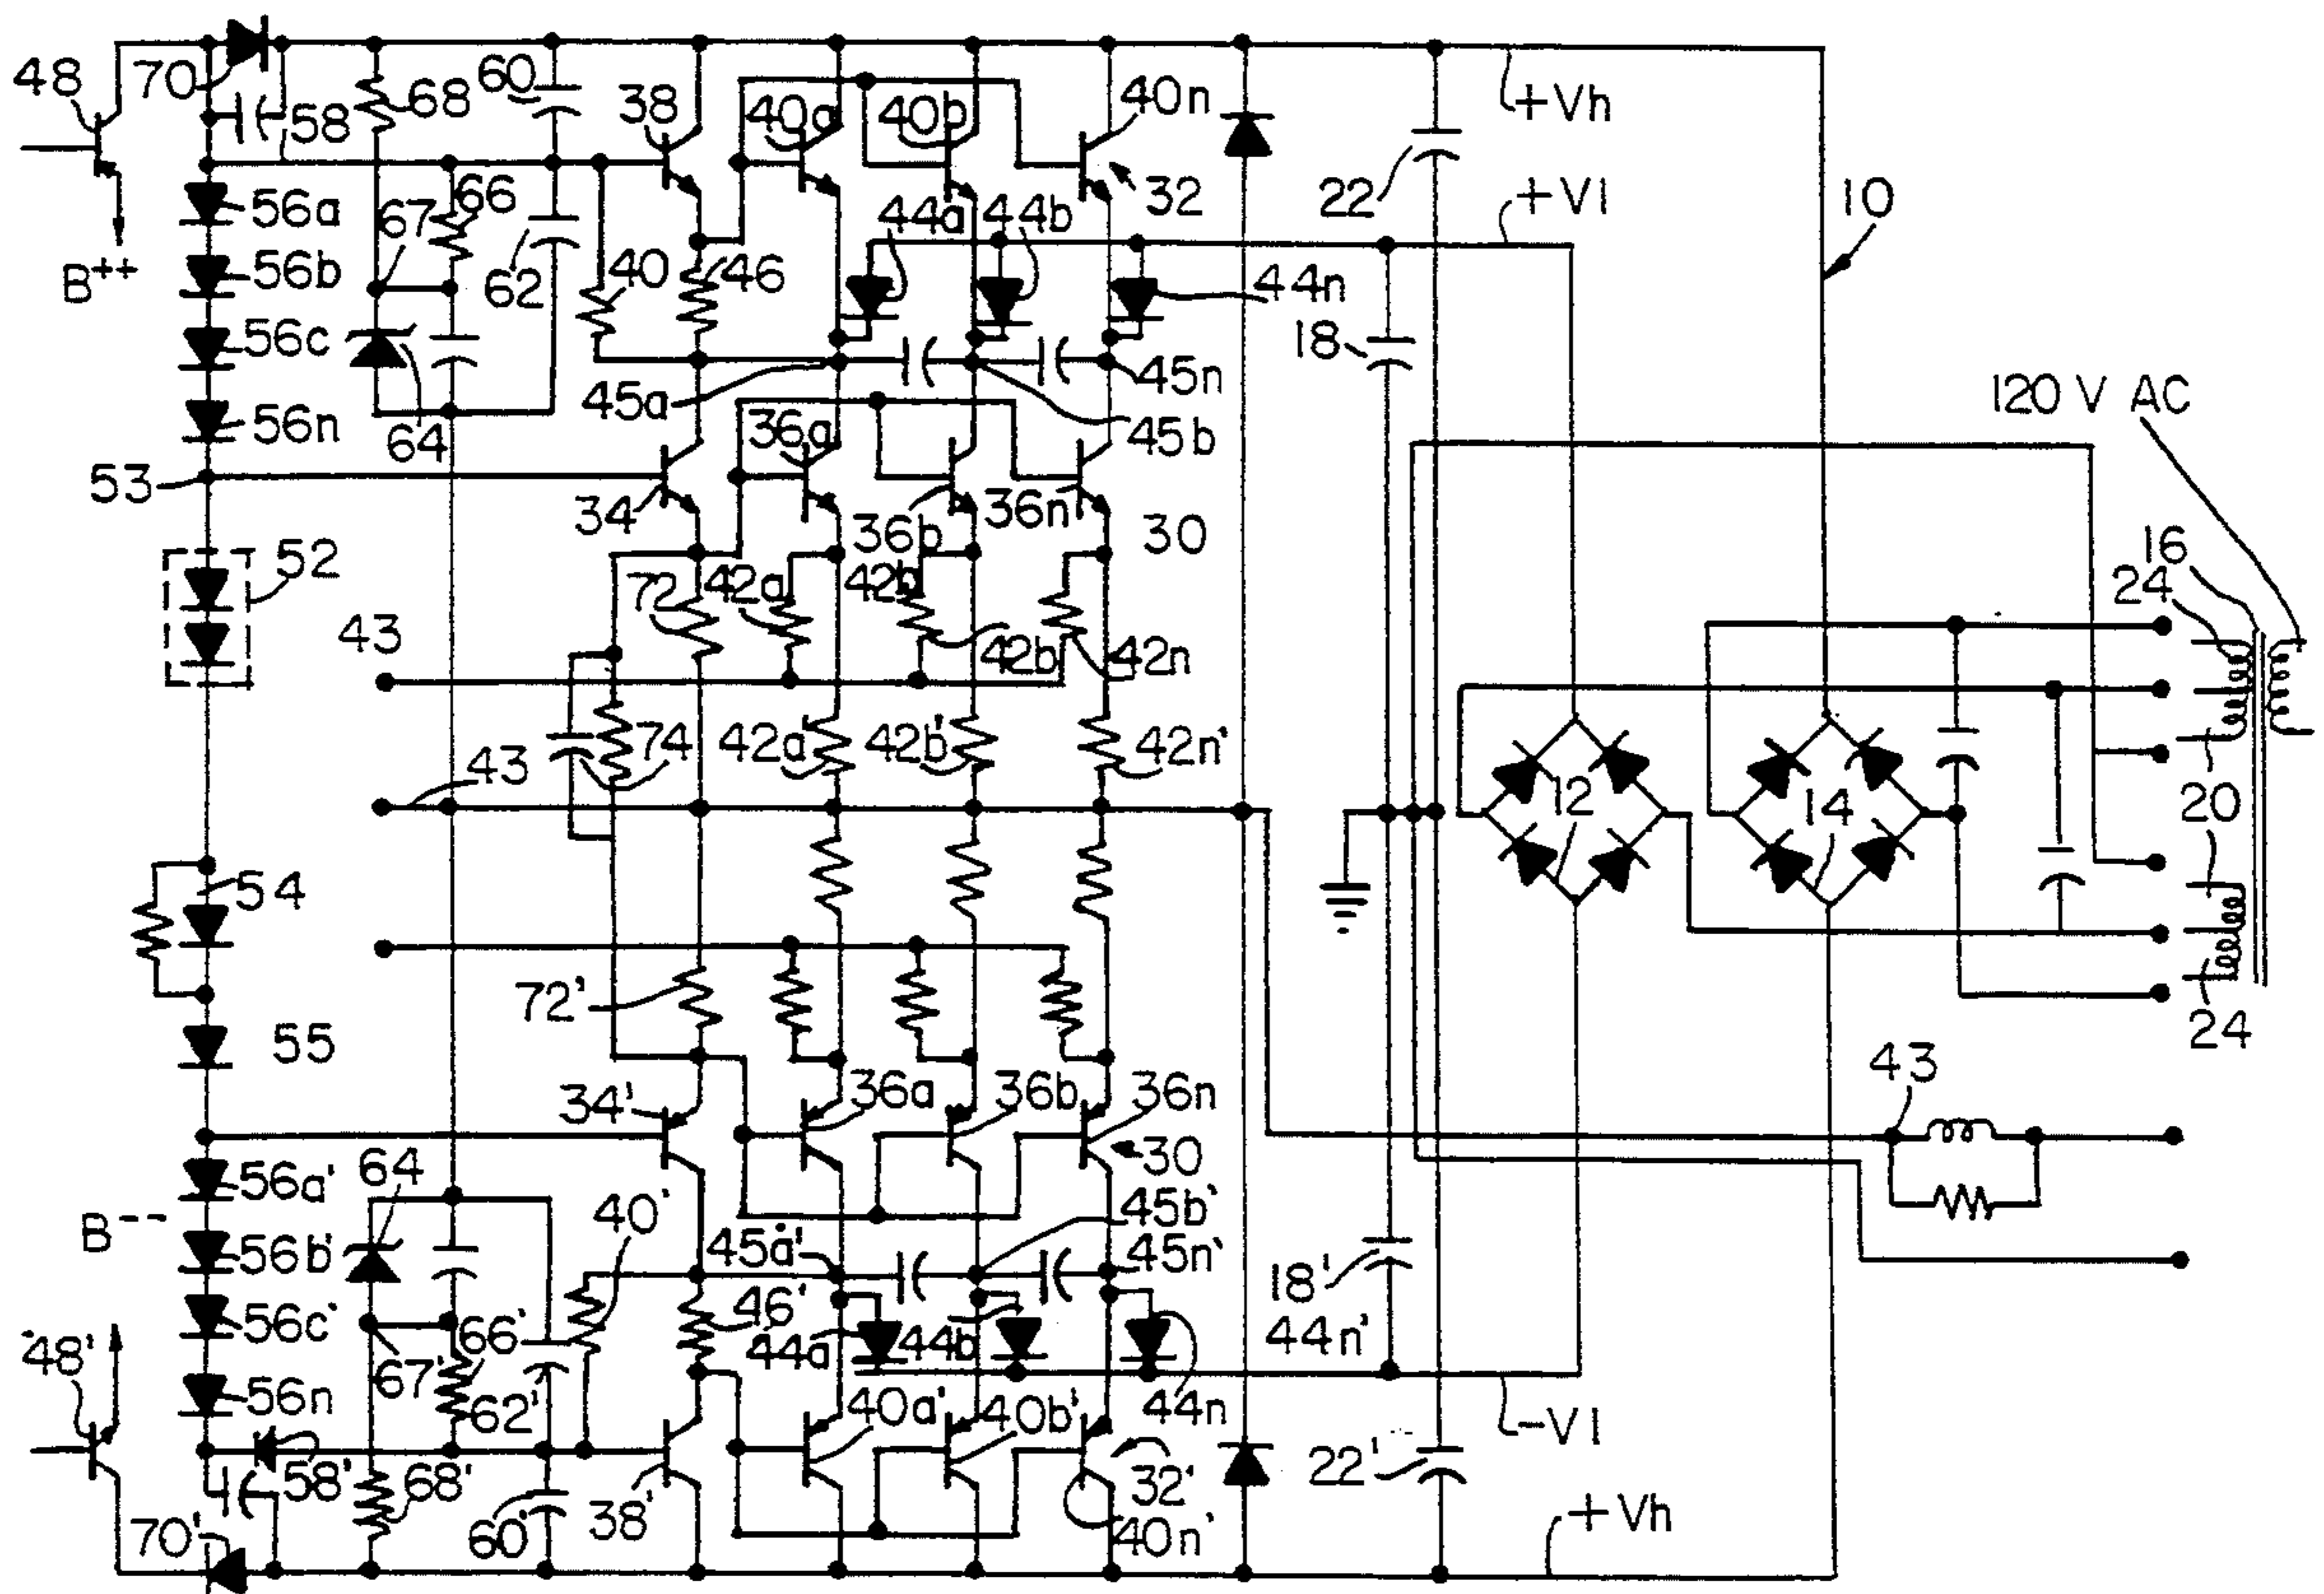 48
70
58
68
60
38
40a
40b
40n
+Vh
10
22
+Vl
32
B++
56a
56b
56c
56n
67
66
62
40
46
44a
44b
44n
18
64
45a
45b
45n
120 V AC
53
34
36a
36b
36n
30
52
43
72
42a
42b
42b
42n
16
24
74
42a'
42b'
42n'
43
12
14
20
54
72'
24
55
34'
36a
36b
36n
30
43
56a'
64
40'
45a'
45b'
45n'
B--
56b'
56c'
56n
18'
44n'
48'
67'
66'
62'
46'
44a
44b
44n
-Vl
40a'
40b'
58'
68'
60'
38'
32'
40n'
22'
+Vh
70'